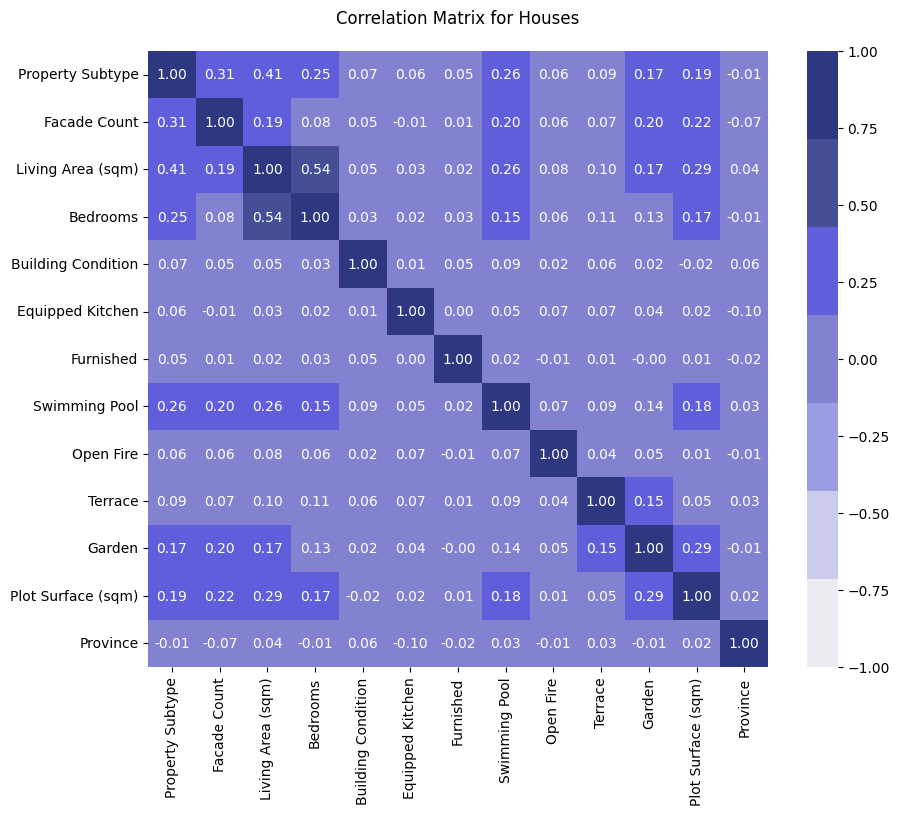 Correlation Matrix for Houses
Property Subtype 1.00 0.31 0.41 0.25 0.07 0.06 0.05 0.26 0.06 0.09 0.17 0.19 -0.01
Facade Count 0.31 1.00 0.19 0.08 0.05 -0.01 0.01 0.20 0.06 0.07 0.20 0.22 -0.07
Living Area (sqm) 0.41 0.19 1.00 0.54 0.05 0.03 0.02 0.26 0.08 0.10 0.17 0.29 0.04
Bedrooms 0.25 0.08 0.54 1.00 0.03 0.02 0.03 0.15 0.06 0.11 0.13 0.17 -0.01
Building Condition 0.07 0.05 0.05 0.03 1.00 0.01 0.05 0.09 0.02 0.06 0.02 -0.02 0.06
Equipped Kitchen 0.06 -0.01 0.03 0.02 0.01 1.00 0.00 0.05 0.07 0.07 0.04 0.02 -0.10
Furnished 0.05 0.01 0.02 0.03 0.05 0.00 1.00 0.02 -0.01 0.01 -0.00 0.01 -0.02
Swimming Pool 0.26 0.20 0.26 0.15 0.09 0.05 0.02 1.00 0.07 0.09 0.14 0.18 0.03
Open Fire 0.06 0.06 0.08 0.06 0.02 0.07 -0.01 0.07 1.00 0.04 0.05 0.01 -0.01
Terrace 0.09 0.07 0.10 0.11 0.06 0.07 0.01 0.09 0.04 1.00 0.15 0.05 0.03
Garden 0.17 0.20 0.17 0.13 0.02 0.04 -0.00 0.14 0.05 0.15 1.00 0.29 -0.01
Plot Surface (sqm) 0.19 0.22 0.29 0.17 -0.02 0.02 0.01 0.18 0.01 0.05 0.29 1.00 0.02
Province -0.01 -0.07 0.04 -0.01 0.06 -0.10 -0.02 0.03 -0.01 0.03 -0.01 0.02 1.00
Property Subtype
Facade Count
Living Area (sqm)
Bedrooms
Building Condition
Equipped Kitchen
Furnished
Swimming Pool
Open Fire
Terrace
Garden
Plot Surface (sqm)
Province
1.00
0.75
0.50
0.25
0.00
−0.25
−0.50
−0.75
−1.00